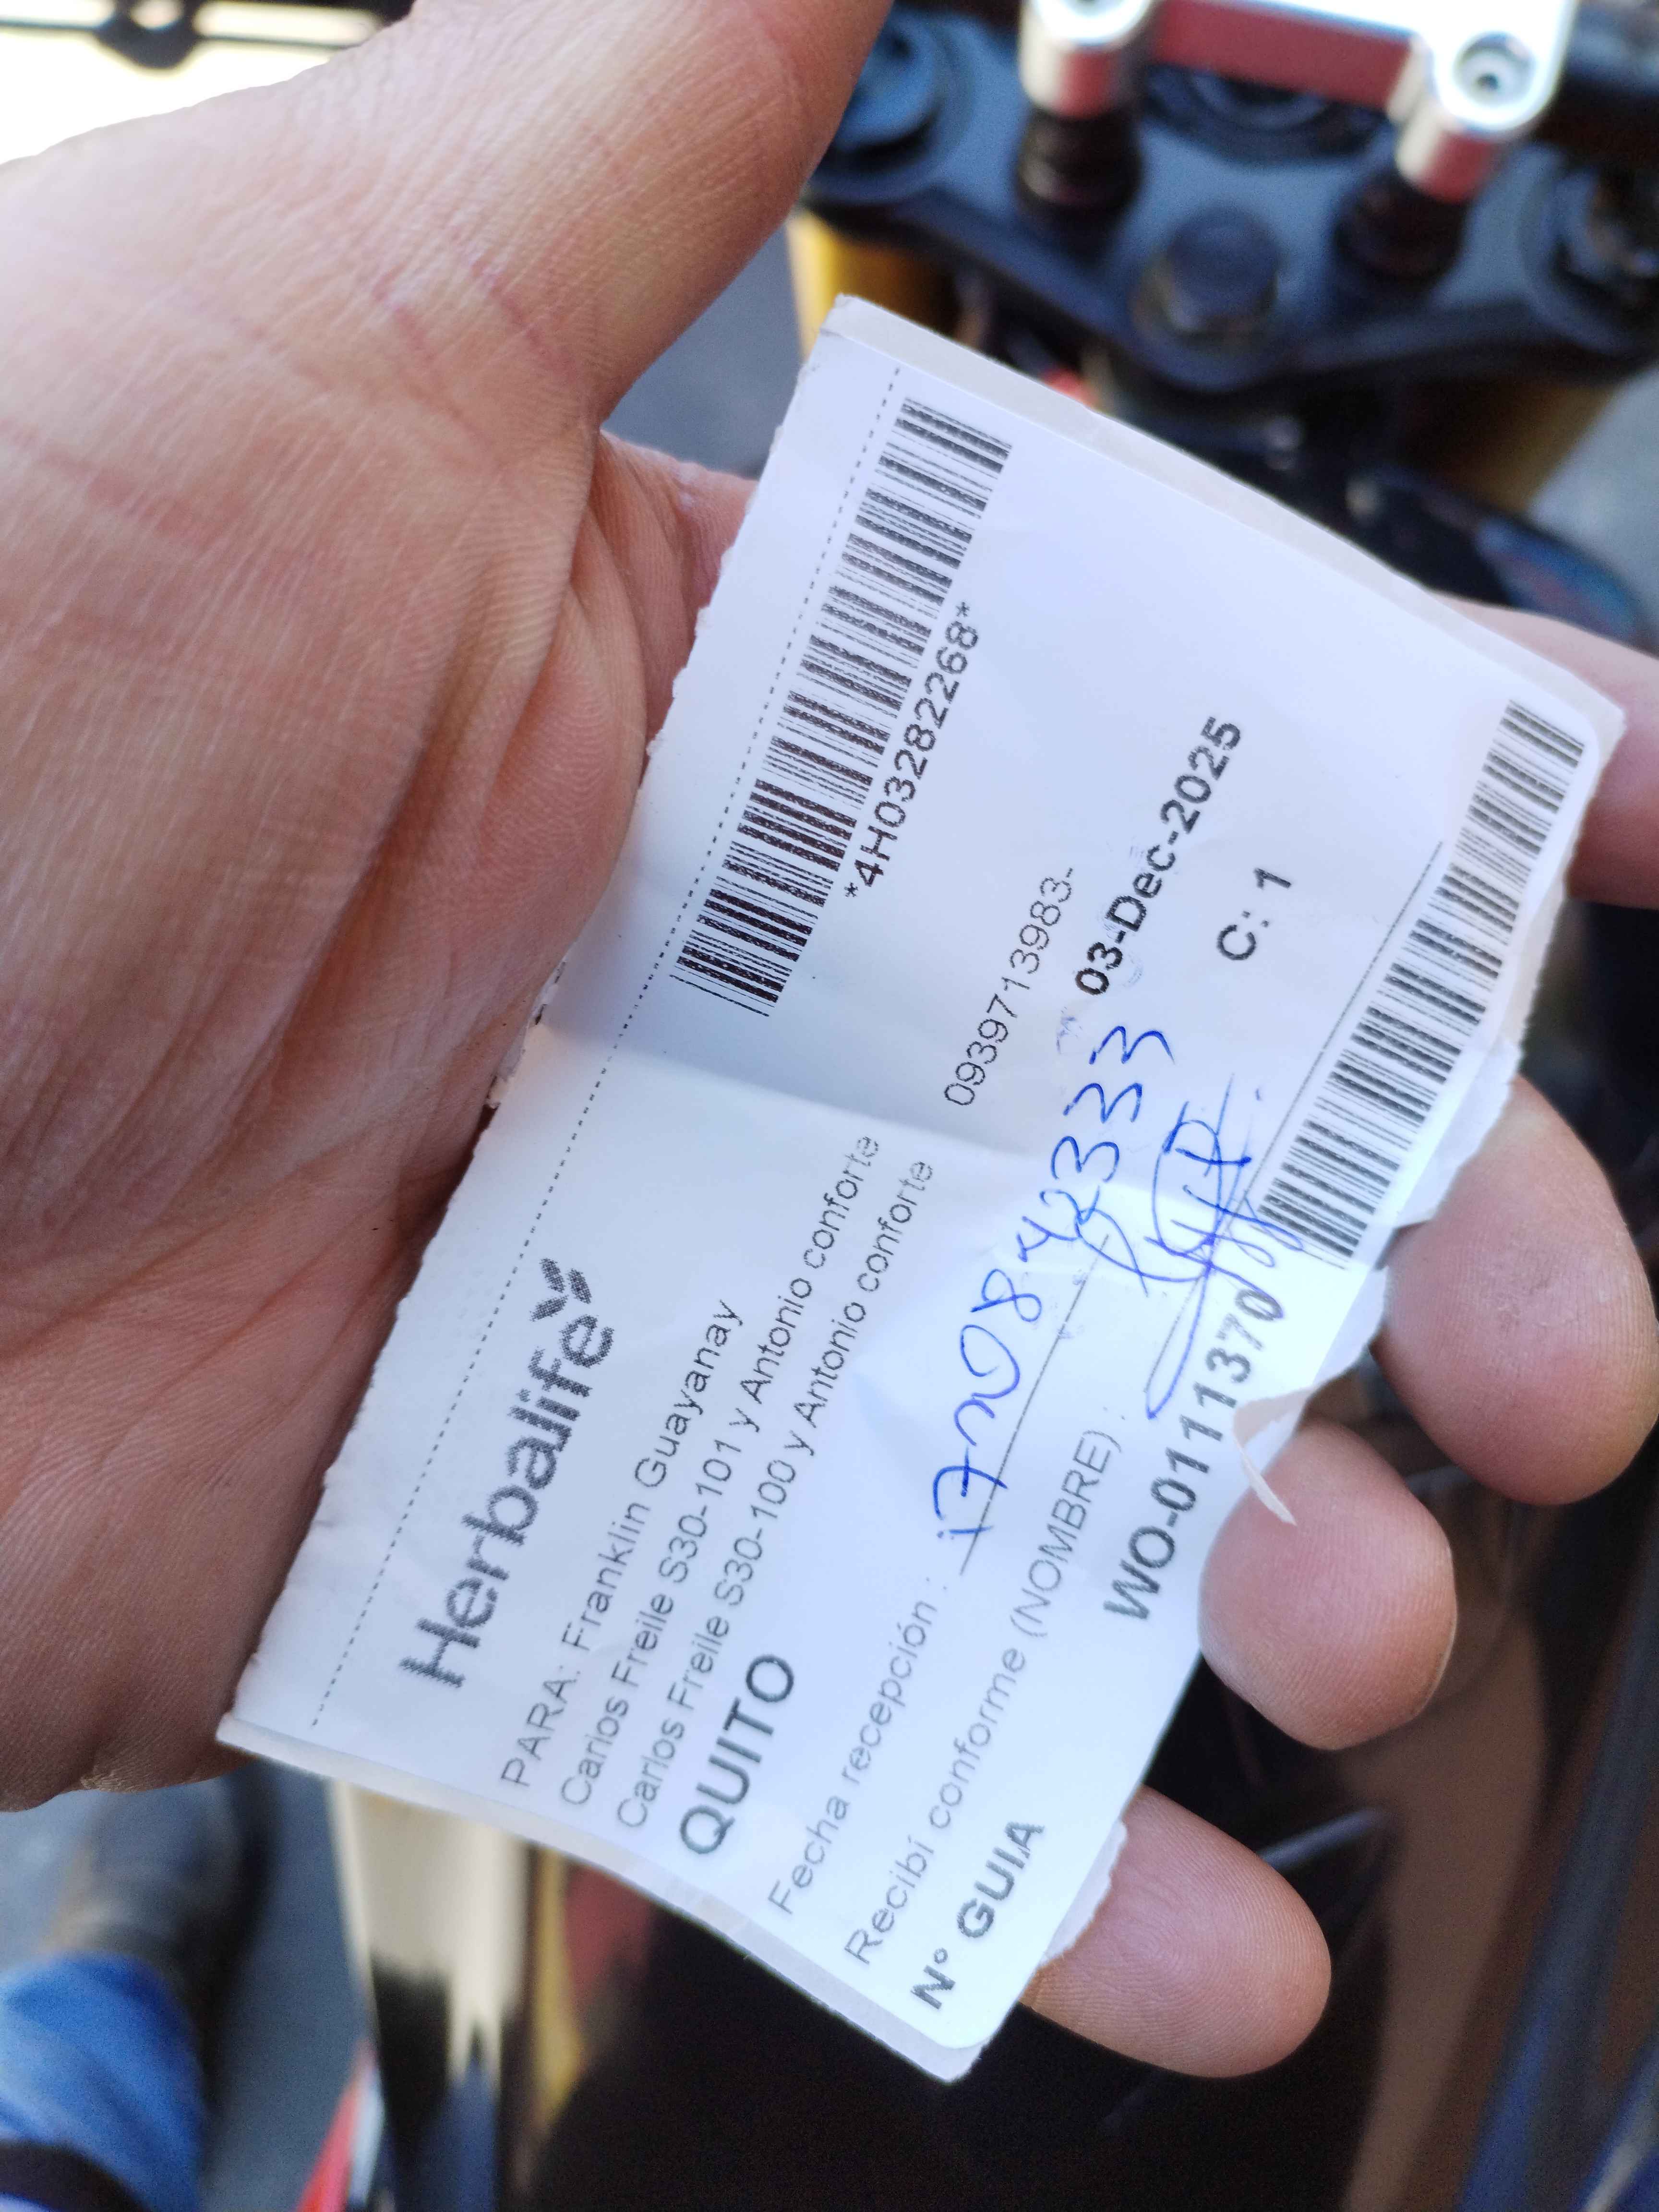 *4H03282268*
Herbalife
PARA: Franklin Guayanay
Carlos Freile S30-101 y Antonio conforte
Carlos Freile S30-100 y Antonio conforte
QUITO
0939713983-
Fecha recepción :
03-Dec-2025
Recibí conforme (NOMBRE) :
C: 1
N° GUIA WO-0111370